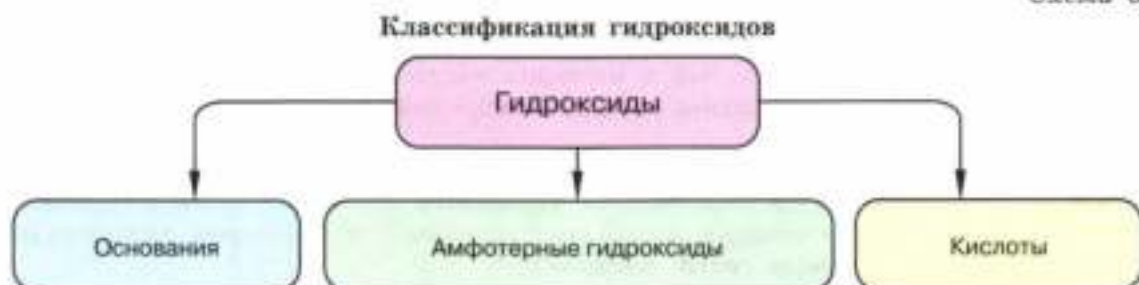 Классификация гидроксидов
Гидроксиды
Основания
Амфотерные гидроксиды
Кислоты